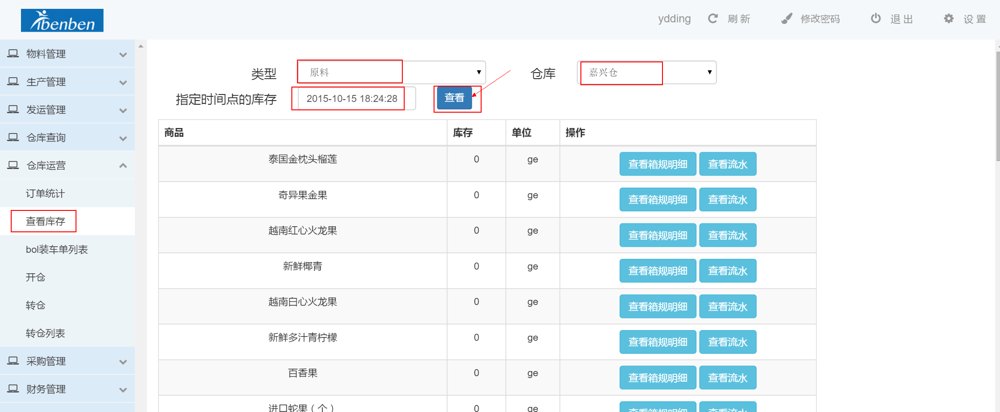 ibenben
ydding 刷 新 修改密码 退 出 设 置
物料管理
生产管理
发运管理
仓库查询
仓库运营
订单统计
查看库存
bol装车单列表
开仓
转仓
转仓列表
采购管理
财务管理
类型 原料 仓库 嘉兴仓
指定时间点的库存 2015-10-15 18:24:28 查看
商品 库存 单位 操作
泰国金枕头榴莲 0 ge 查看箱规明细 查看流水
奇异果金果 0 ge 查看箱规明细 查看流水
越南红心火龙果 0 ge 查看箱规明细 查看流水
新鲜椰青 0 ge 查看箱规明细 查看流水
越南白心火龙果 0 ge 查看箱规明细 查看流水
新鲜多汁青柠檬 0 ge 查看箱规明细 查看流水
百香果 0 ge 查看箱规明细 查看流水
进口蛇果（个） 0 ge 查看箱规明细 查看流水